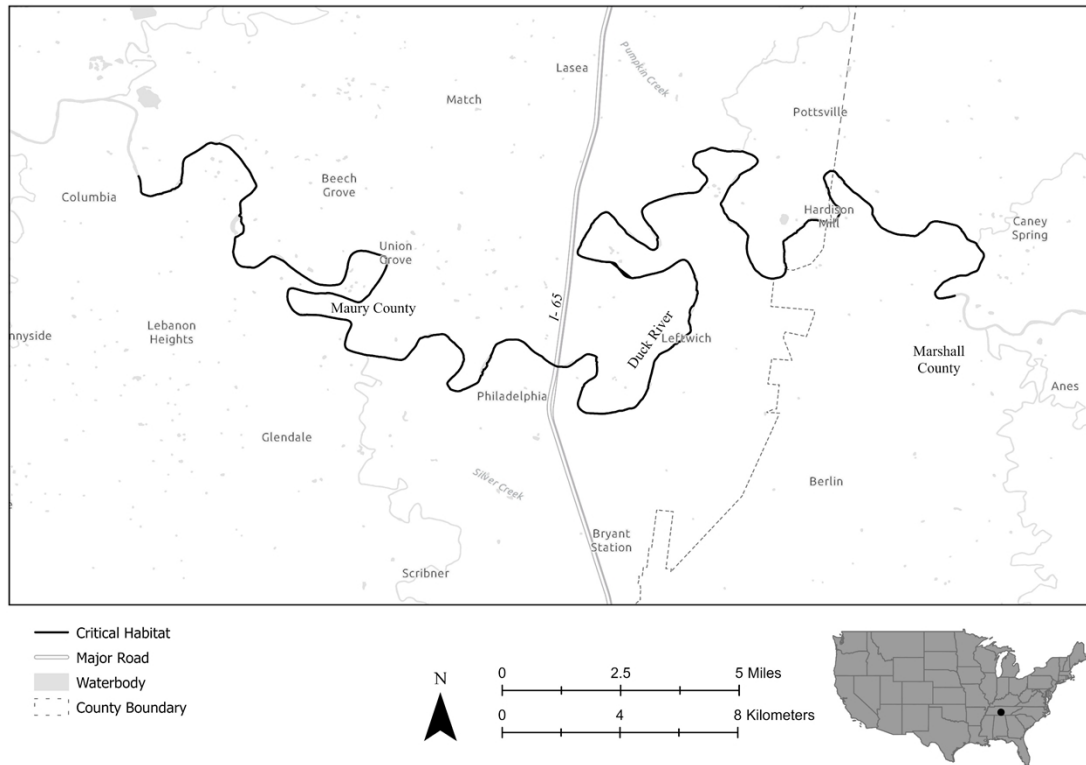 Lasea
Pumpkin Creek
Match
Pottsville
Columbia
Beech
Grove
Hardison
Mill
Caney
Spring
Union
Grove
I- 65
Maury County
nnyside
Lebanon
Heights
Duck River
Leftwich
Marshall
County
Anes
Philadelphia
Glendale
Silver Creek
Berlin
Bryant
Station
Scribner
Critical Habitat
Major Road
Waterbody
County Boundary
N
0 2.5 5 Miles
0 4 8 Kilometers